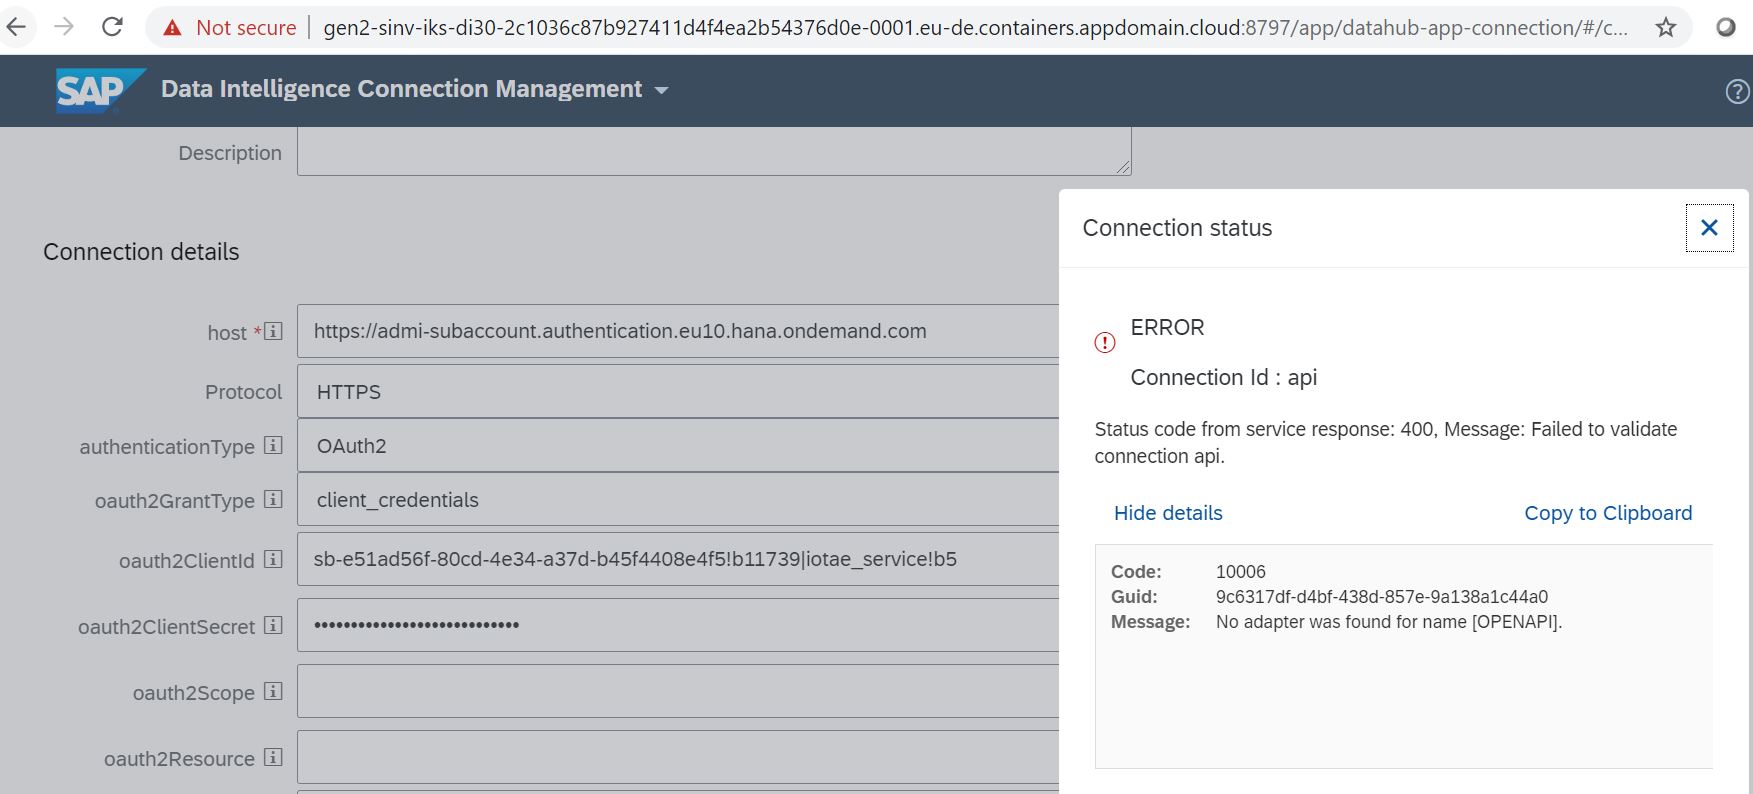 Not secure | gen2-sinv-iks-di30-2c1036c87b927411d4f4ea2b54376d0e-0001.eu-de.containers.appdomain.cloud:8797/app/datahub-app-connection/#/c...
SAP Data Intelligence Connection Management
Description
Connection details
host * https://admi-subaccount.authentication.eu10.hana.ondemand.com
Protocol HTTPS
authenticationType OAuth2
oauth2GrantType client_credentials
oauth2ClientId sb-e51ad56f-80cd-4e34-a37d-b45f4408e4f5!b11739|iotae_service!b5
oauth2ClientSecret ••••••••••••••••••••••••••••
oauth2Scope
oauth2Resource
Connection status
ERROR
Connection Id : api
Status code from service response: 400, Message: Failed to validate
connection api.
Hide details Copy to Clipboard
Code: 10006
Guid: 9c6317df-d4bf-438d-857e-9a138a1c44a0
Message: No adapter was found for name [OPENAPI].